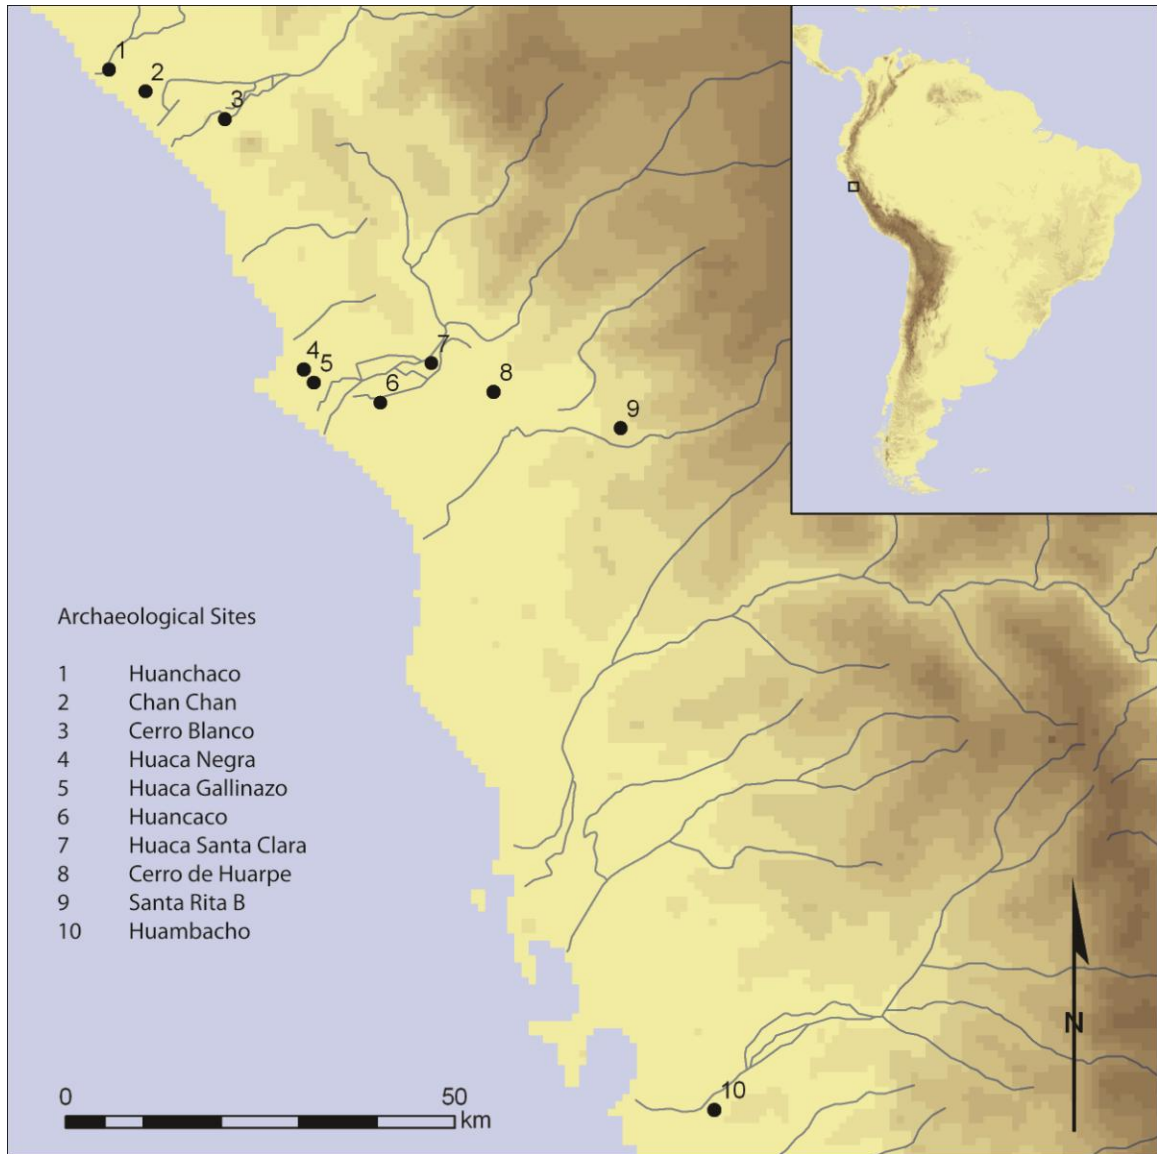 1
2
3
4
5
6
7
8
9
Archaeological Sites
1 Huanchaco
2 Chan Chan
3 Cerro Blanco
4 Huaca Negra
5 Huaca Gallinazo
6 Huancaco
7 Huaca Santa Clara
8 Cerro de Huarpe
9 Santa Rita B
10 Huambacho
N
10
0 50
km